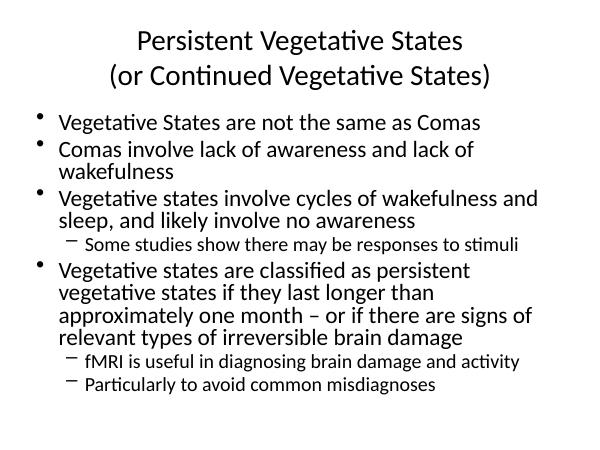 Persistent Vegetative States
(or Continued Vegetative States)
• Vegetative States are not the same as Comas
• Comas involve lack of awareness and lack of
wakefulness
• Vegetative states involve cycles of wakefulness and
sleep, and likely involve no awareness
– Some studies show there may be responses to stimuli
• Vegetative states are classified as persistent
vegetative states if they last longer than
approximately one month – or if there are signs of
relevant types of irreversible brain damage
– fMRI is useful in diagnosing brain damage and activity
– Particularly to avoid common misdiagnoses